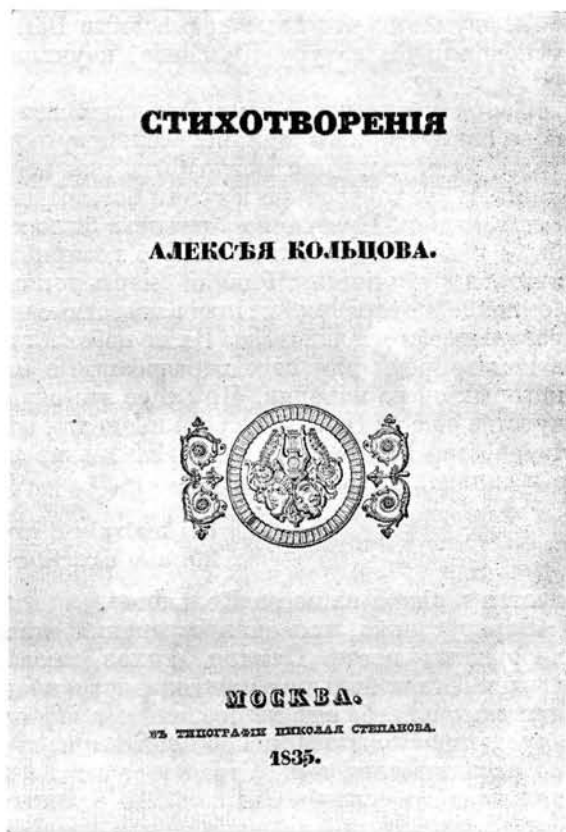 СТИХОТВОРЕНІЯ
АЛЕКСѢЯ КОЛЬЦОВА.
МОСКВА.
ВЪ ТИПОГРАФІИ НИКОЛАЯ СТЕПАНОВА.
1835.